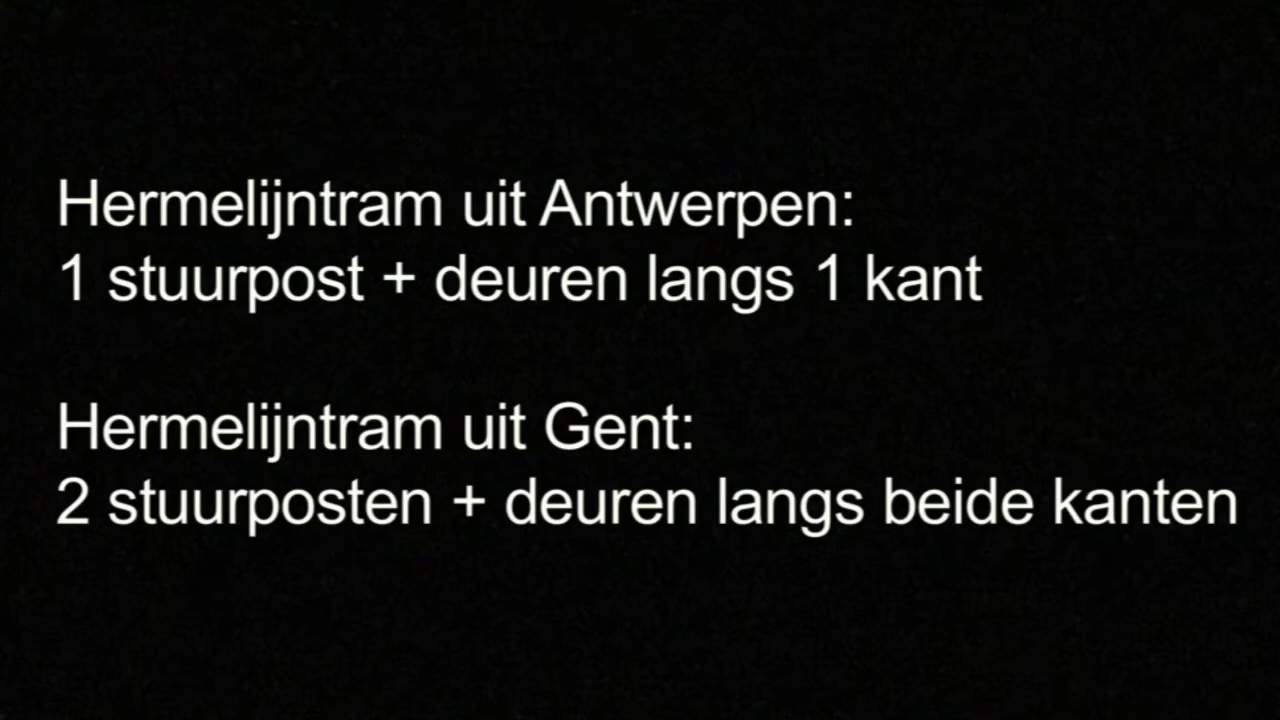 Hermelijntram uit Antwerpen:
1 stuurpost + deuren langs 1 kant
Hermelijntram uit Gent:
2 stuurposten + deuren langs beide kanten